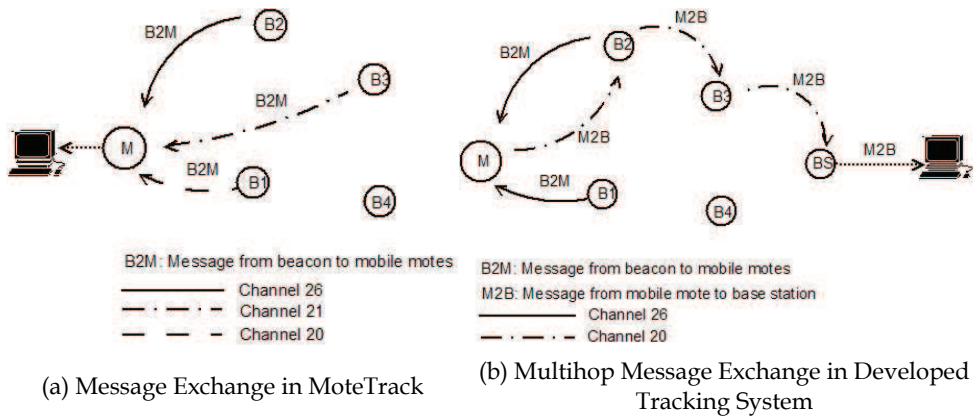 B2M
B2
B3
B2M
M
B2M
B1
B4
B2M: Message from beacon to mobile motes
Channel 26
Channel 21
Channel 20
(a) Message Exchange in MoteTrack
M2B
B2M
B2
M2B
B3
M2B
M
BS
M2B
B2M
B1
B4
B2M: Message from beacon to mobile motes
M2B: Message from mobile mote to base station
Channel 26
Channel 20
(b) Multihop Message Exchange in Developed
Tracking System